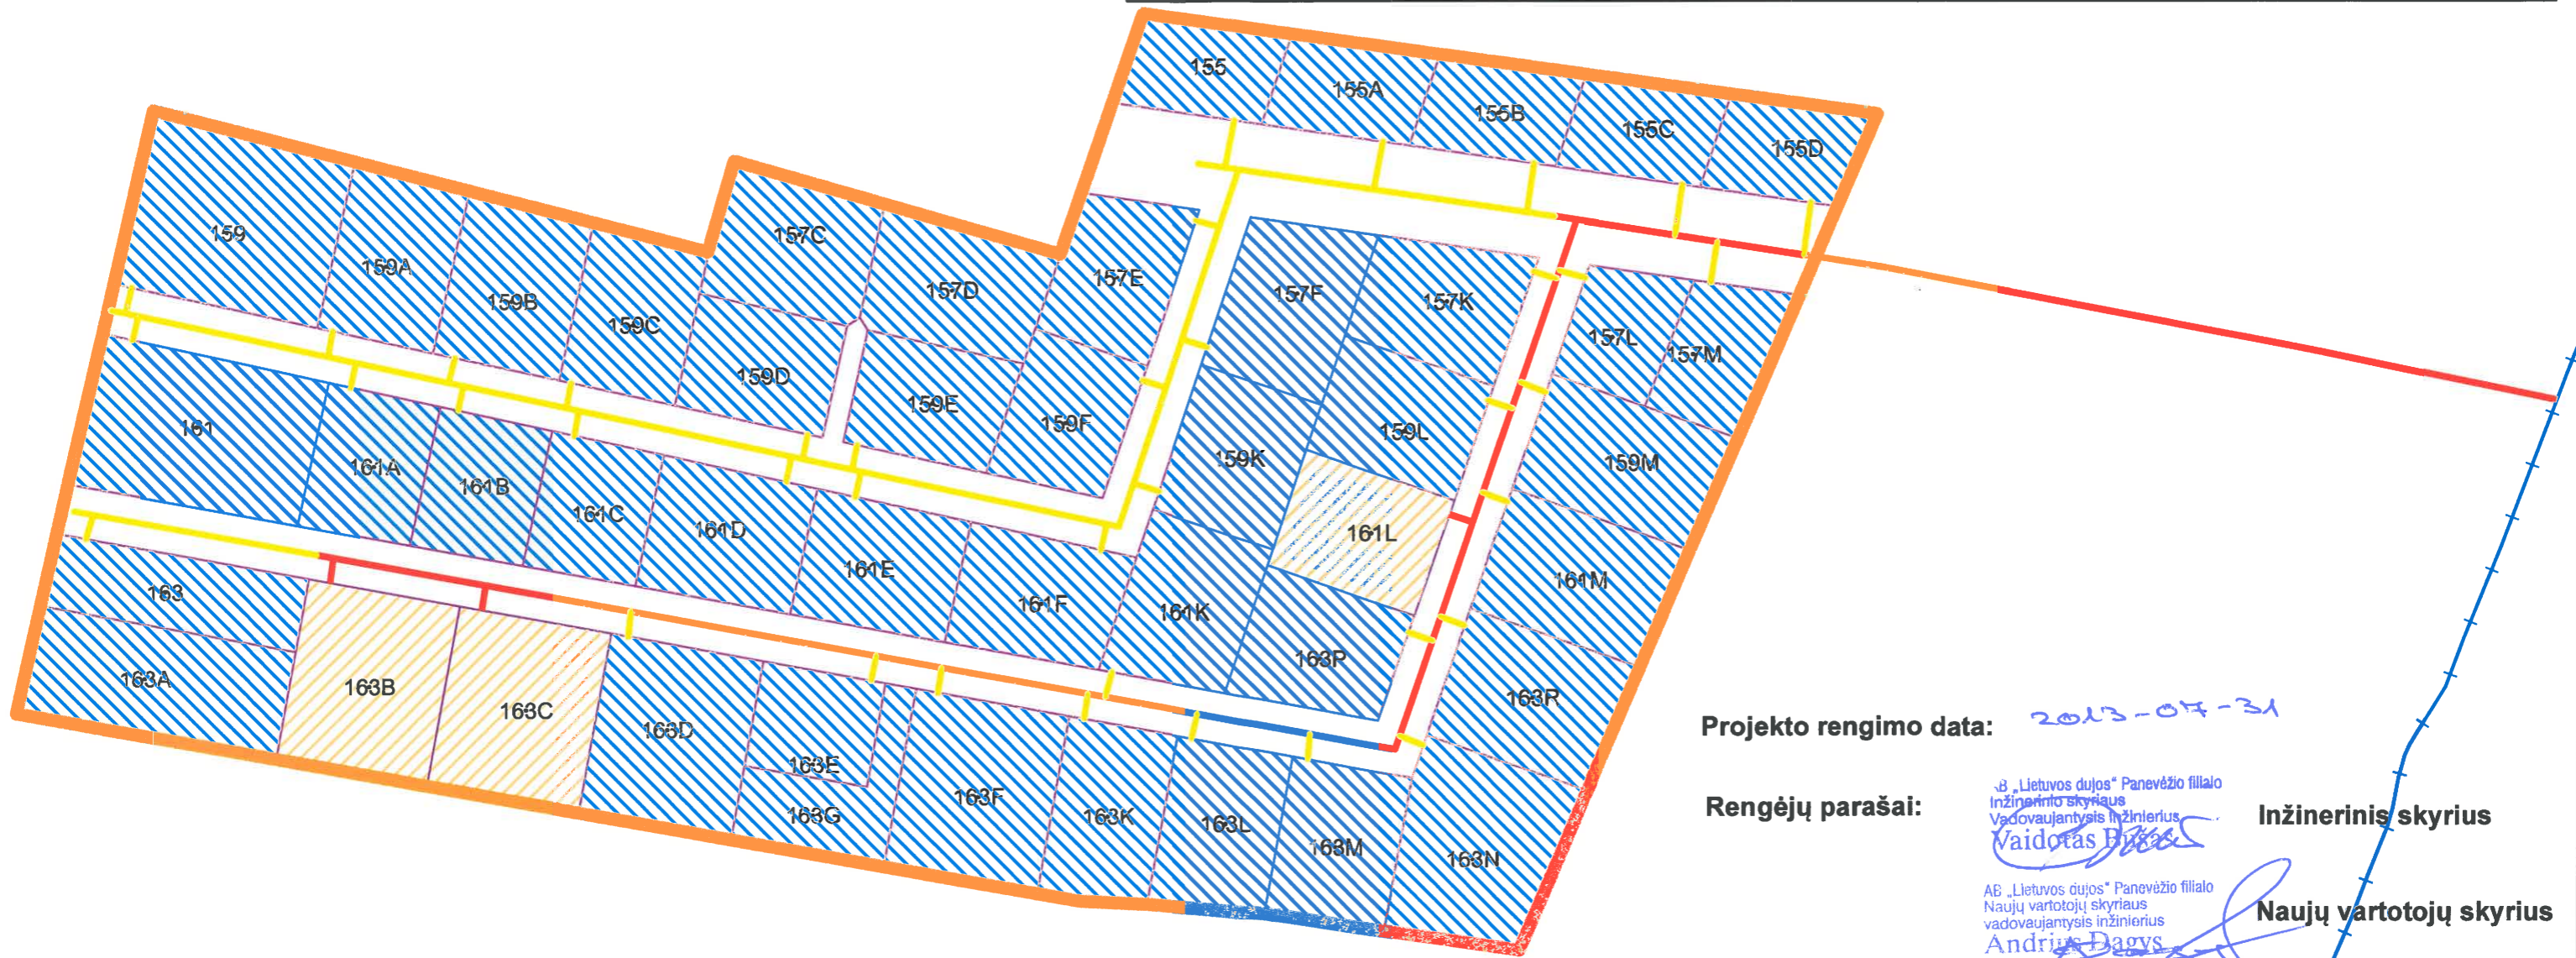 155
155A
155B
155C
155D
159
159A
159B
159C
157C
157D
157E
157F
157K
157L
157M
159D
159E
159F
159K
159L
159M
161
161A
161B
161C
161D
161E
161F
161K
161L
161M
163
163A
163B
163C
163D
163E
163G
163F
163K
163L
163M
163N
163P
163R
Projekto rengimo data: 2013-07-31
Rengėjų parašai:
AB „Lietuvos dujos“ Panevėžio filialo
Inžinerinio skyriaus
Vadovaujantysis inžinierius
Vaidotas
Inžinerinis skyrius
AB „Lietuvos dujos“ Panevėžio filialo
Naujų vartotojų skyriaus
vadovaujantysis inžinierius
Andrius Dagys
Naujų vartotojų skyrius